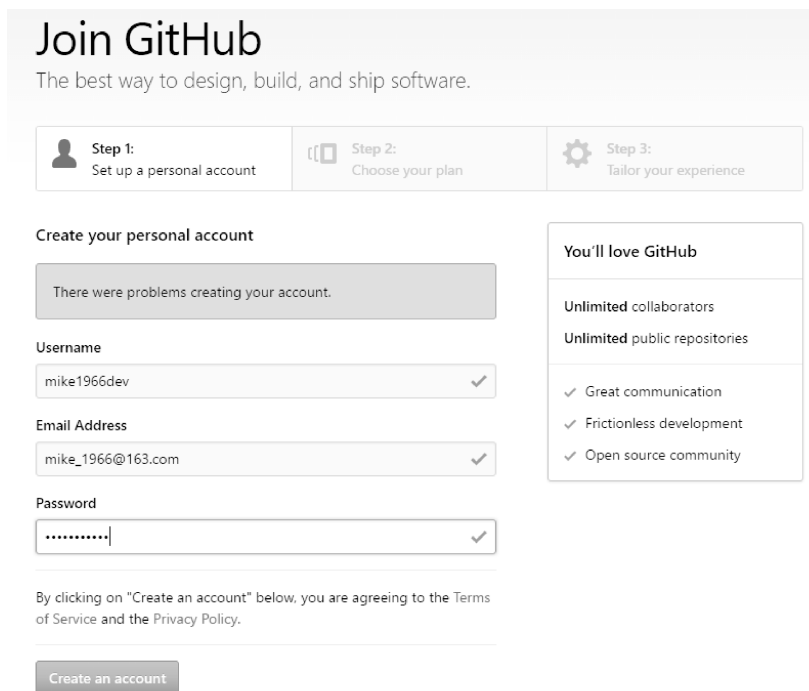 Join GitHub
The best way to design, build, and ship software.
Step 1:
Set up a personal account
Step 2:
Choose your plan
Step 3:
Tailor your experience
Create your personal account
There were problems creating your account.
Username
mike1966dev
Email Address
mike_1966@163.com
Password
•••••••••••
By clicking on "Create an account" below, you are agreeing to the Terms
of Service and the Privacy Policy.
Create an account
You'll love GitHub
Unlimited collaborators
Unlimited public repositories
Great communication
Frictionless development
Open source community